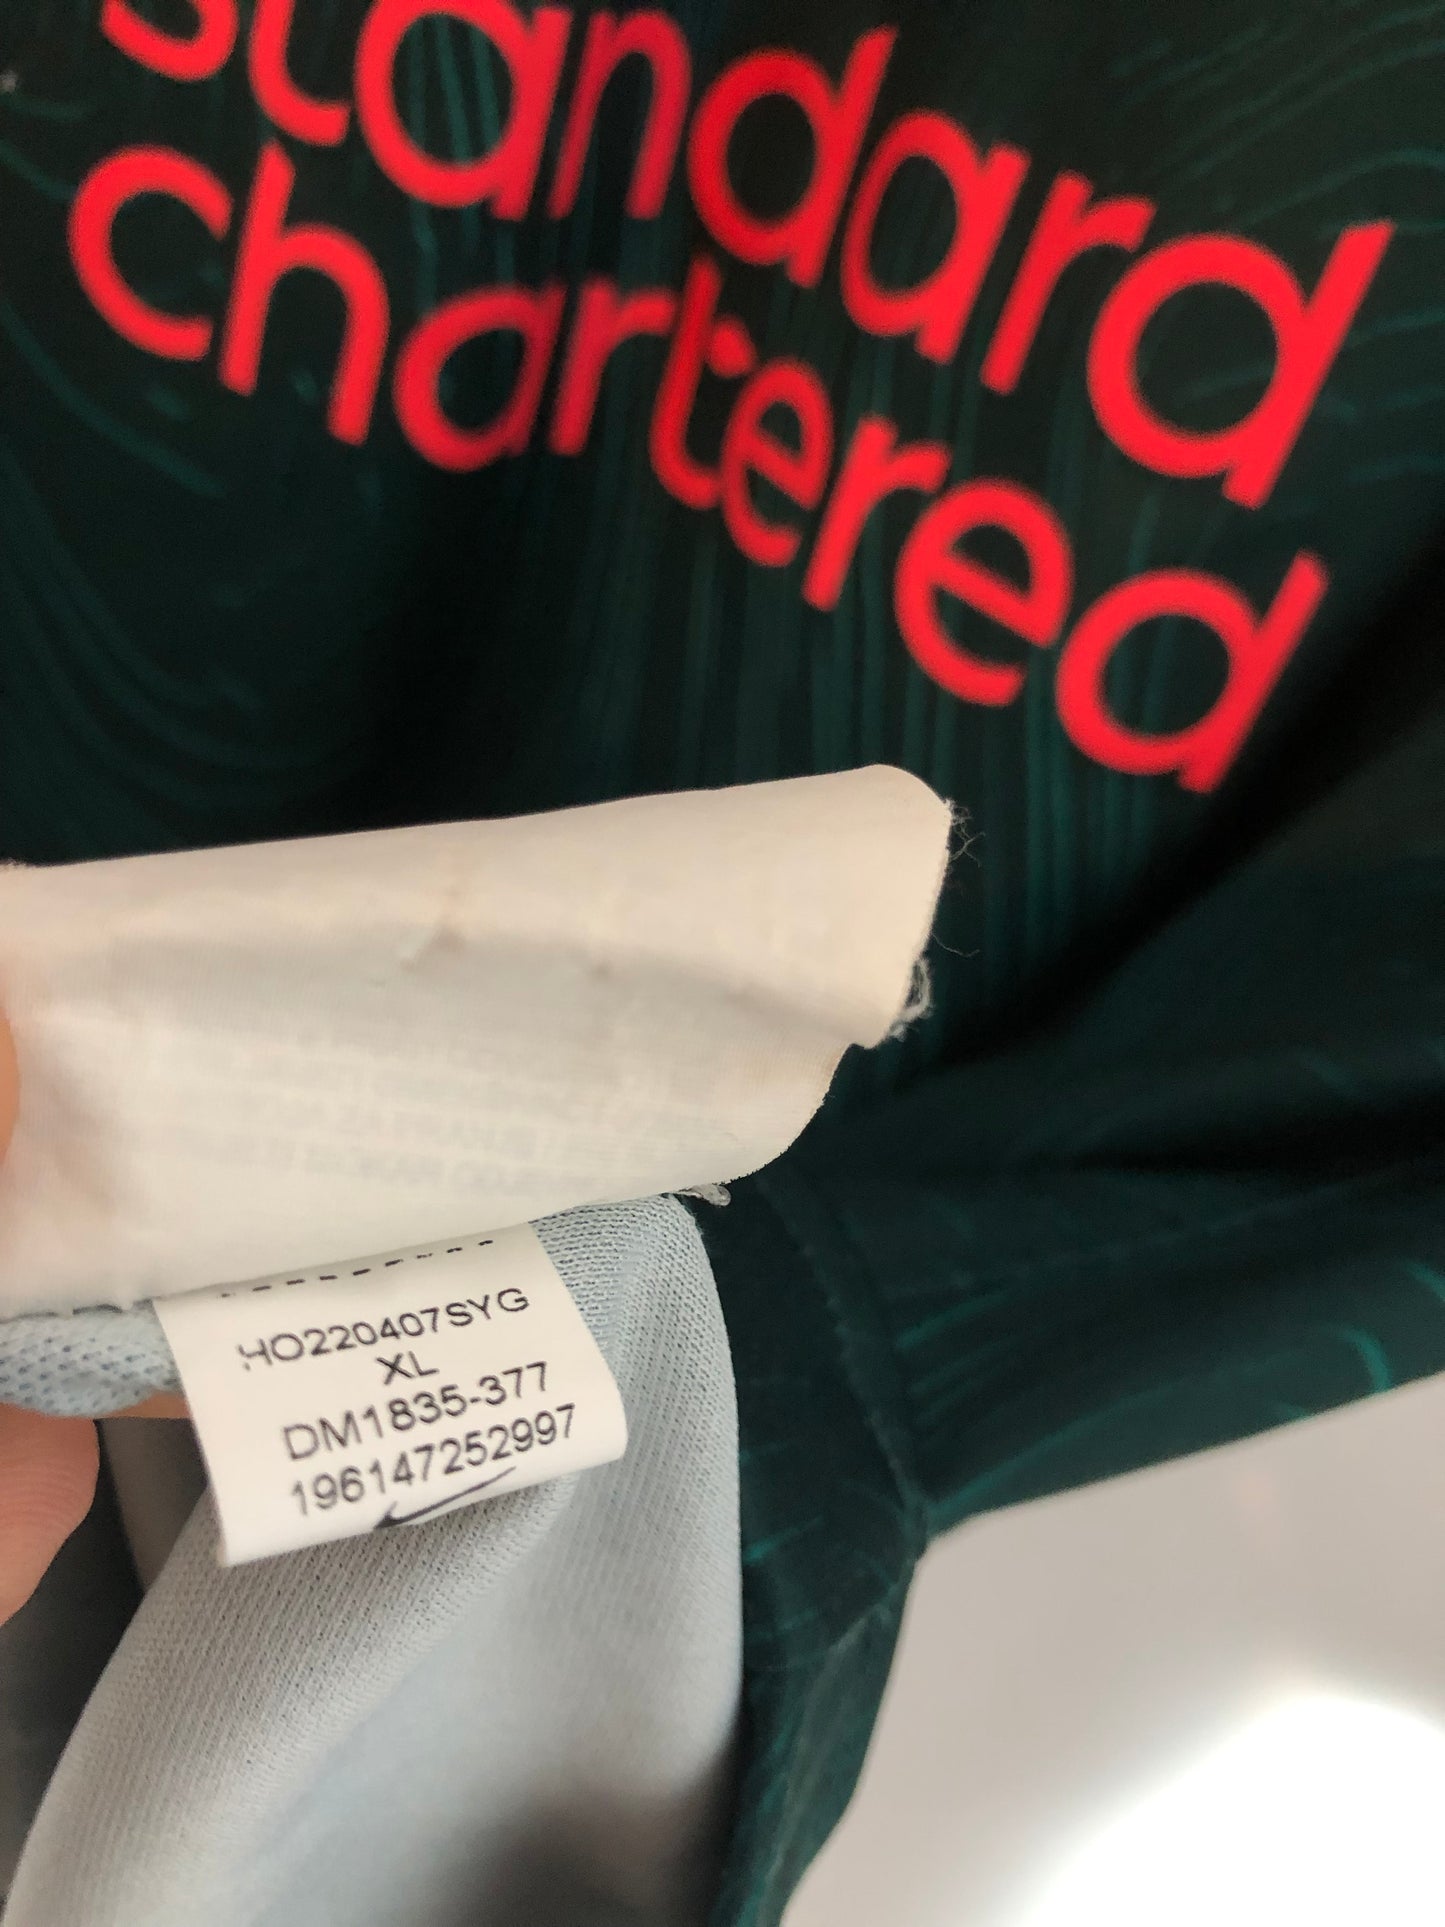 standard
chartered
HO220407SYG
XL
DM1835-377
196147252997